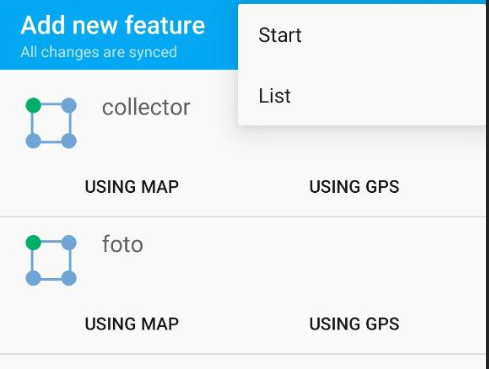 Add new feature
All changes are synced
Start
List
collector
USING MAP USING GPS
foto
USING MAP USING GPS